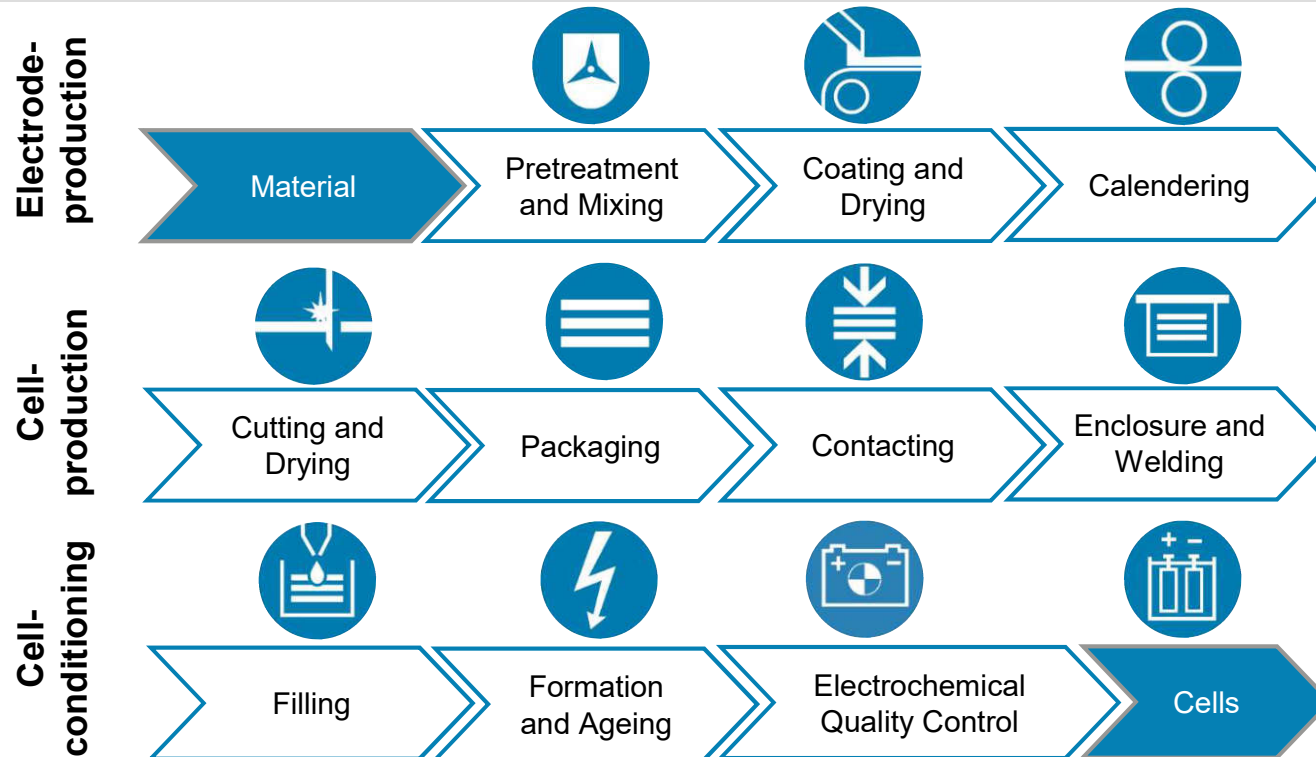 Electrode-
production
Material
Pretreatment
and Mixing
Coating and
Drying
Calendering
Cell-
production
Cutting and
Drying
Packaging
Contacting
Enclosure and
Welding
Cell-
conditioning
+ -
+ -
Filling
Formation
and Ageing
Electrochemical
Quality Control
Cells